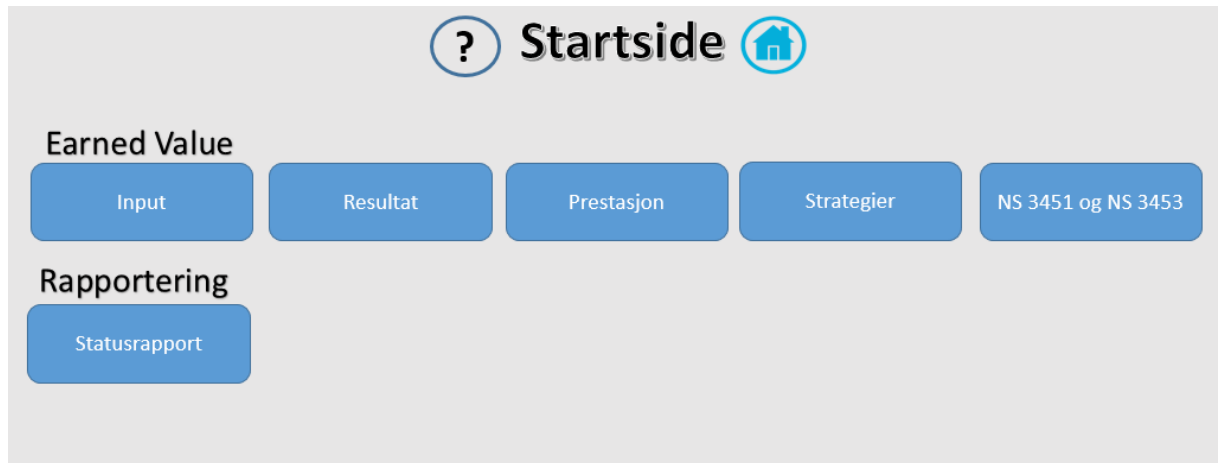 ? Startside
Earned Value
Input Resultat Prestasjon Strategier NS 3451 og NS 3453
Rapportering
Statusrapport